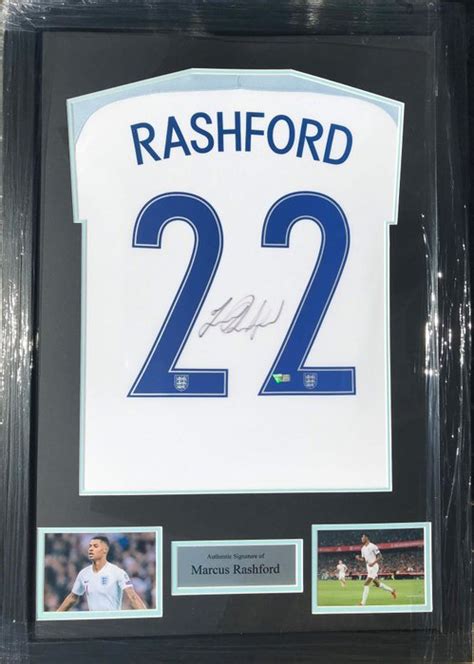 RASHFORD
22
Authentic Signature of
Marcus Rashford